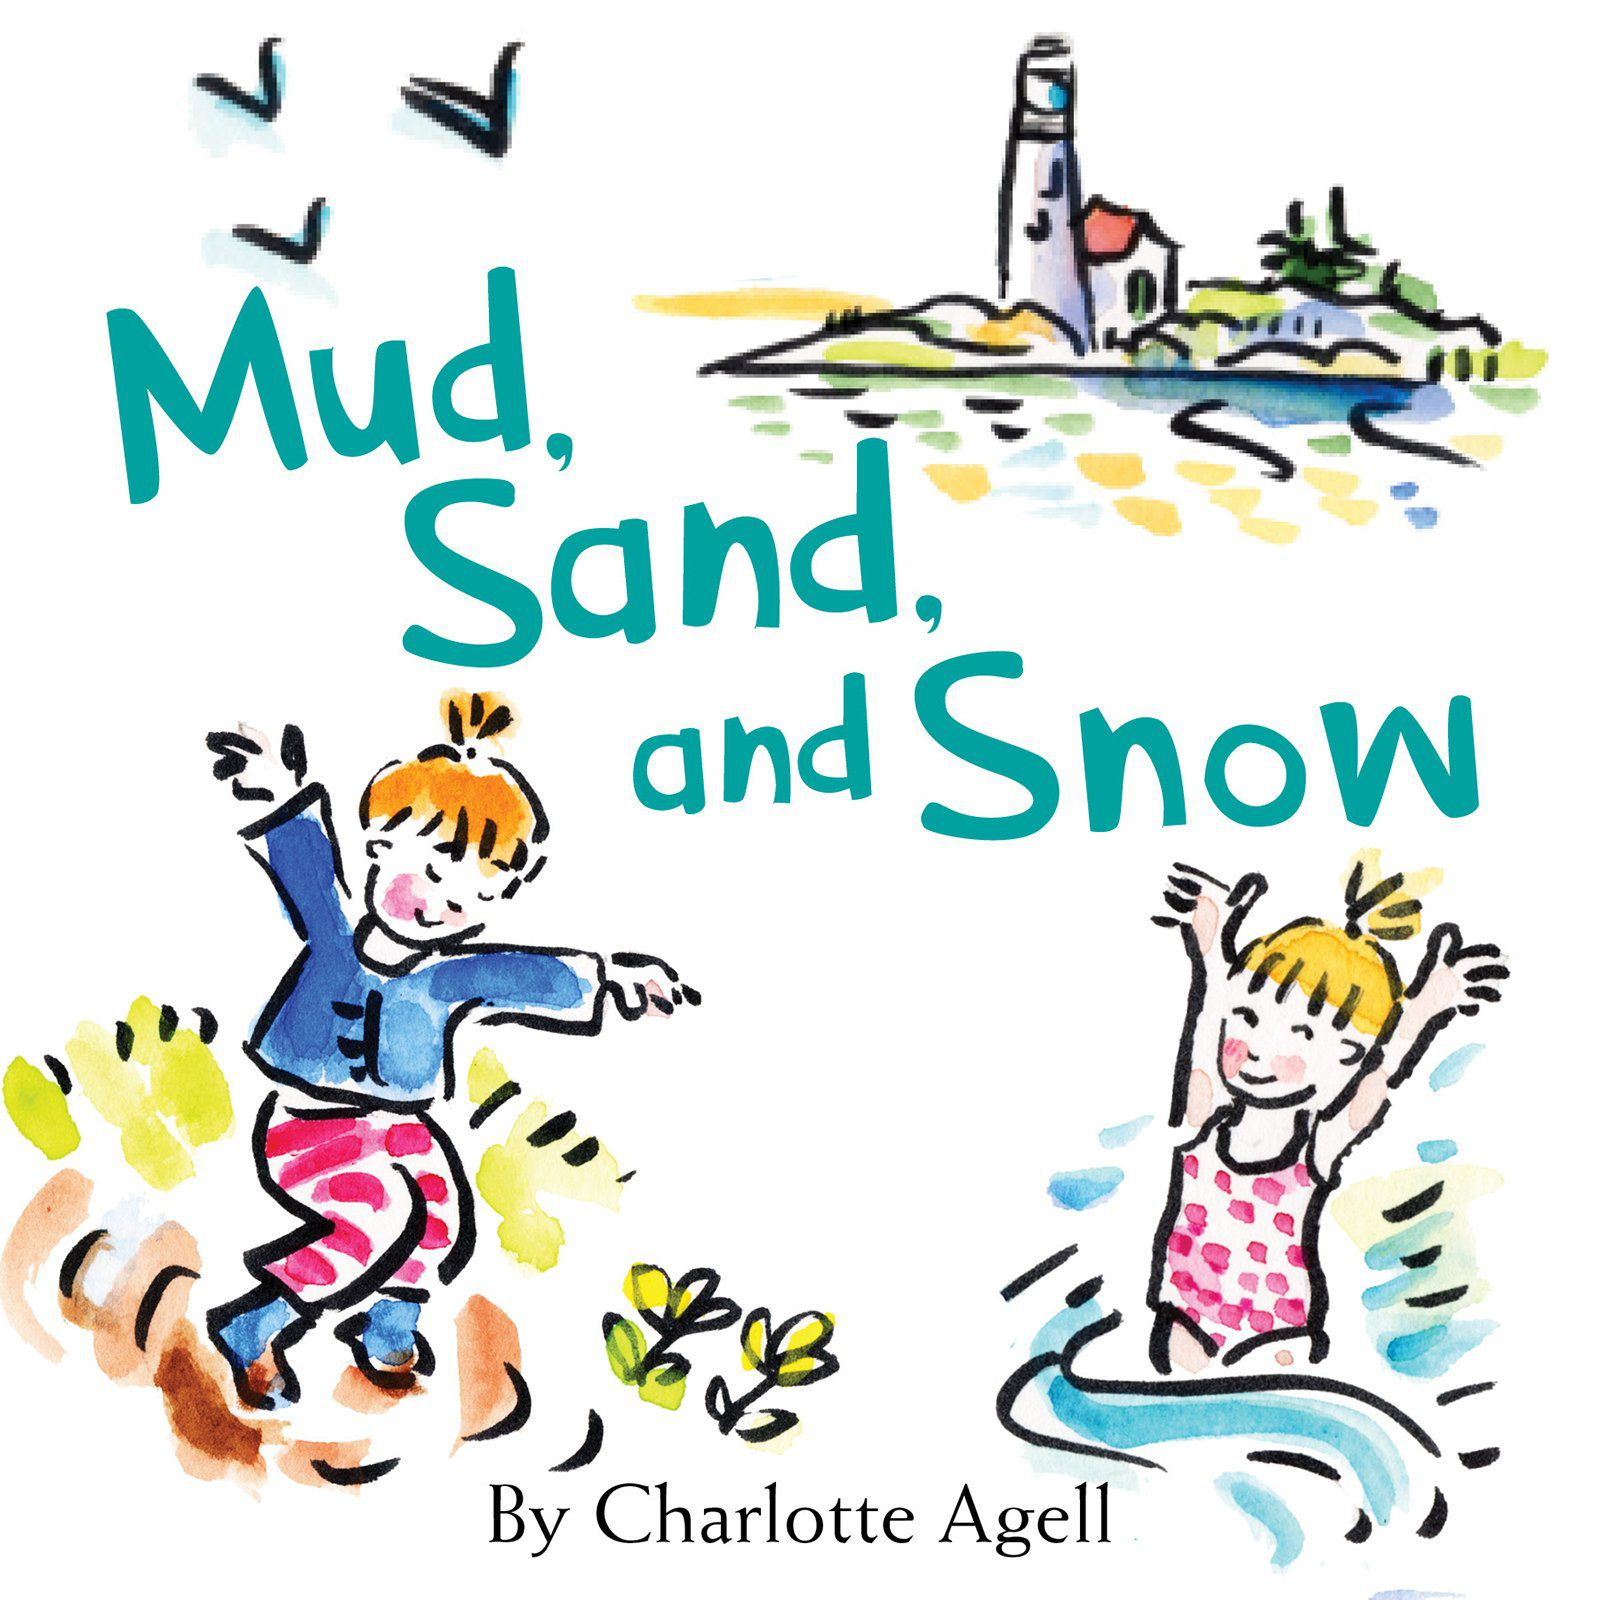 Mud,
Sand,
and Snow
By Charlotte Agell